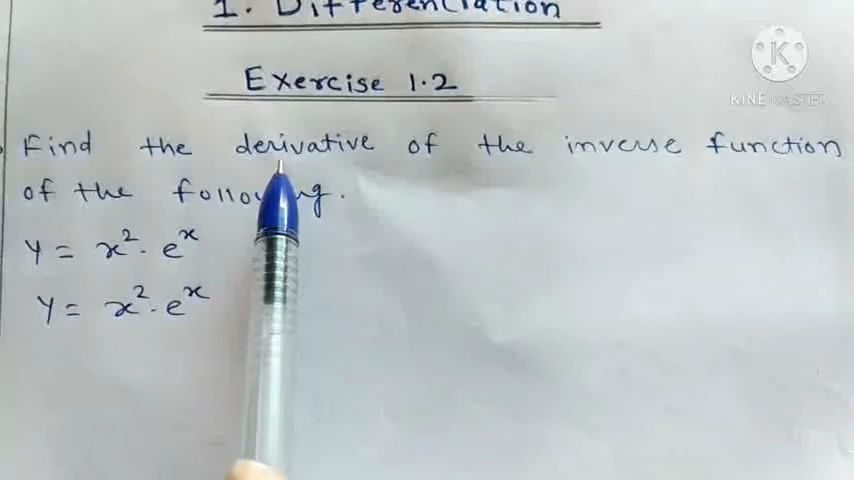 1. Differenciation
Exercise 1.2
K
KINEMASTER
Find the derivative of the inverse function
of the following.
Y = x². eˣ
Y = x². eˣ